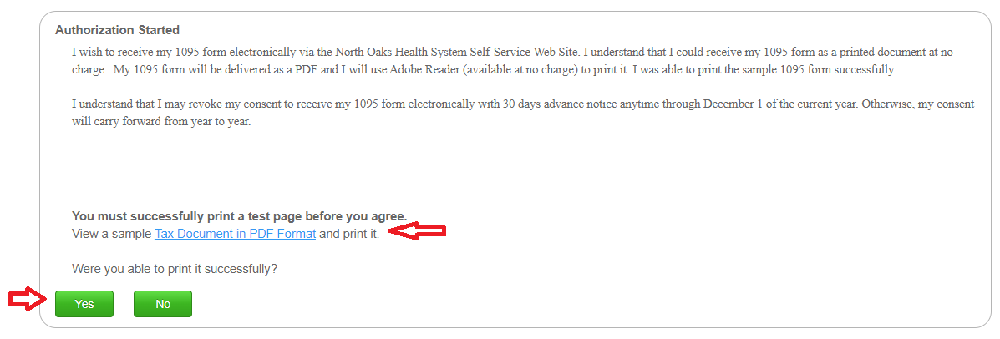 Authorization Started
I wish to receive my 1095 form electronically via the North Oaks Health System Self-Service Web Site. I understand that I could receive my 1095 form as a printed document at no
charge.  My 1095 form will be delivered as a PDF and I will use Adobe Reader (available at no charge) to print it. I was able to print the sample 1095 form successfully.
I understand that I may revoke my consent to receive my 1095 form electronically with 30 days advance notice anytime through December 1 of the current year. Otherwise, my consent
will carry forward from year to year.
You must successfully print a test page before you agree.
View a sample Tax Document in PDF Format and print it.
Were you able to print it successfully?
Yes No